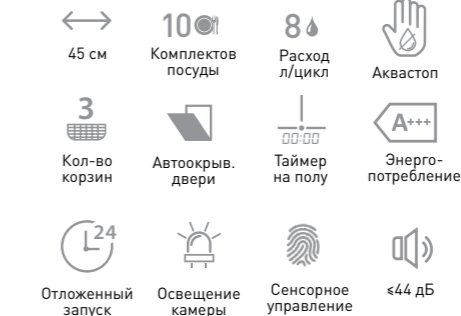 45 см
10
Комплектов
посуды
8
Расход
л/цикл
Аквастоп
3
Кол-во
корзин
Автоокрыв.
двери
00:00
Таймер
на полу
A+++
Энерго-
потребление
24
Отложенный
запуск
Освещение
камеры
Сенсорное
управление
≤44 дБ